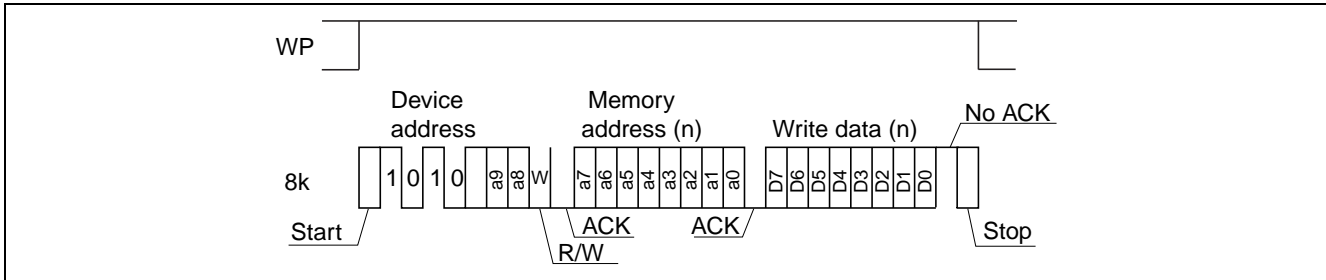 WP
Device address
Memory address (n)
Write data (n)
No ACK
8k
1 0 1 0 a9 a8 W a7 a6 a5 a4 a3 a2 a1 a0 D7 D6 D5 D4 D3 D2 D1 D0
Start
ACK
R/W
ACK
Stop